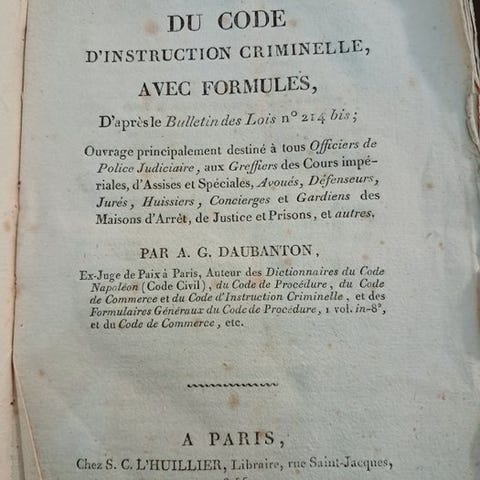 DU CODE
D'INSTRUCTION CRIMINELLE,
AVEC FORMULES,
D'après le Bulletin des Lois n° 214 bis;
Ouvrage principalement destiné à tous Officiers de
Police Judiciaire, aux Greffiers des Cours impé-
riales, d'Assises et Spéciales, Avoués, Défenseurs,
Jurés, Huissiers, Concierges et Gardiens des
Maisons d'Arrêt, de Justice et Prisons, et autres.
PAR A. G. DAUBANTON,
Ex-Juge de Paix à Paris, Auteur des Dictionnaires du Code
Napoléon (Code Civil), du Code de Procédure, du Code
de Commerce et du Code d'Instruction Criminelle, et des
Formulaires Généraux du Code de Procédure, 1 vol. in-8°,
et du Code de Commerce, etc.
A PARIS,
Chez S. C. L'HUILLIER, Libraire, rue Saint-Jacques,